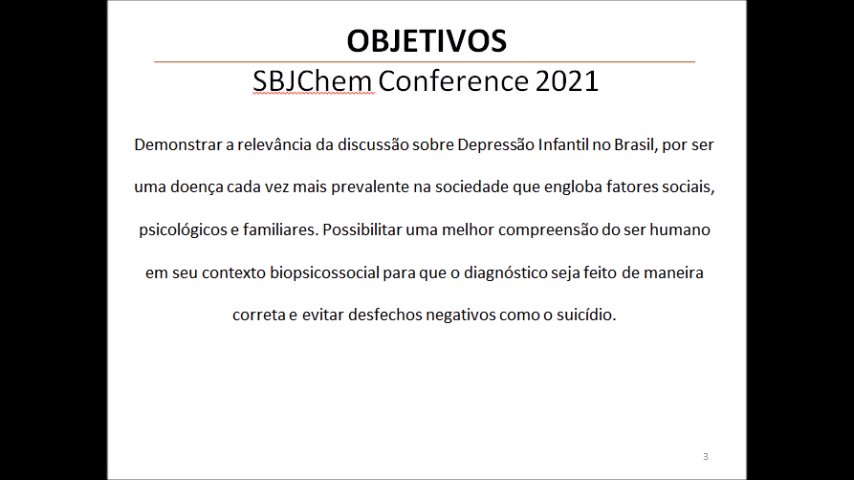 OBJETIVOS
SBJChem Conference 2021
Demonstrar a relevância da discussão sobre Depressão Infantil no Brasil, por ser
uma doença cada vez mais prevalente na sociedade que engloba fatores sociais,
psicológicos e familiares. Possibilitar uma melhor compreensão do ser humano
em seu contexto biopsicossocial para que o diagnóstico seja feito de maneira
correta e evitar desfechos negativos como o suicídio.
3